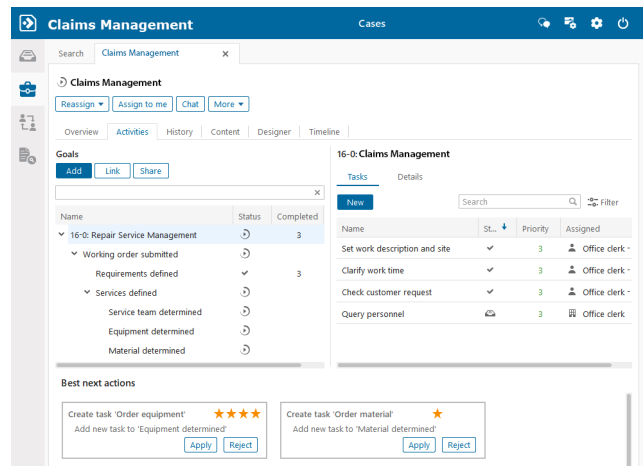 Claims Management
Cases
Search
Claims Management x
Claims Management
Reassign ▾ Assign to me Chat More ▾
Overview Activities History Content Designer Timeline
Goals
Add Link Share
Name Status Completed
16-0: Repair Service Management 3
Working order submitted
Requirements defined 3
Services defined
Service team determined
Equipment determined
Material determined
16-0: Claims Management
Tasks Details
New Search Filter
Name St... Priority Assigned
Set work description and site 3 Office clerk -
Clarify work time 3 Office clerk -
Check customer request 3 Office clerk -
Query personnel 3 Office clerk
Best next actions
Create task 'Order equipment'
Add new task to 'Equipment determined'
Apply Reject
Create task 'Order material'
Add new task to 'Material determined'
Apply Reject